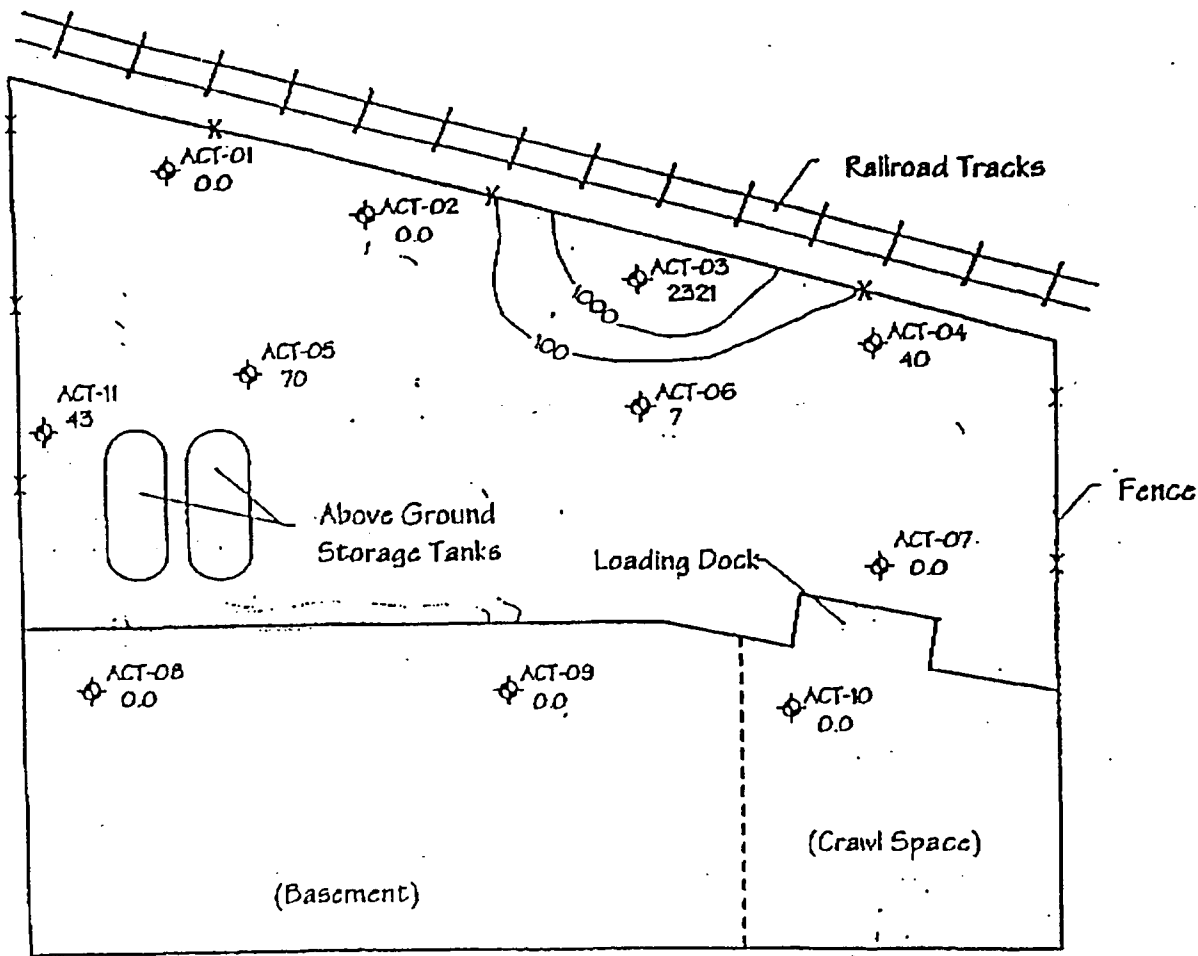 Railroad Tracks
ACT-01
0.0
ACT-02
0.0
ACT-03
2321
1000
100
ACT-04
40
ACT-05
70
ACT-06
7
ACT-11
43
Fence
Above Ground
Storage Tanks
Loading Dock
ACT-07
0.0
ACT-08
0.0
ACT-09
0.0
ACT-10
0.0
(Crawl Space)
(Basement)